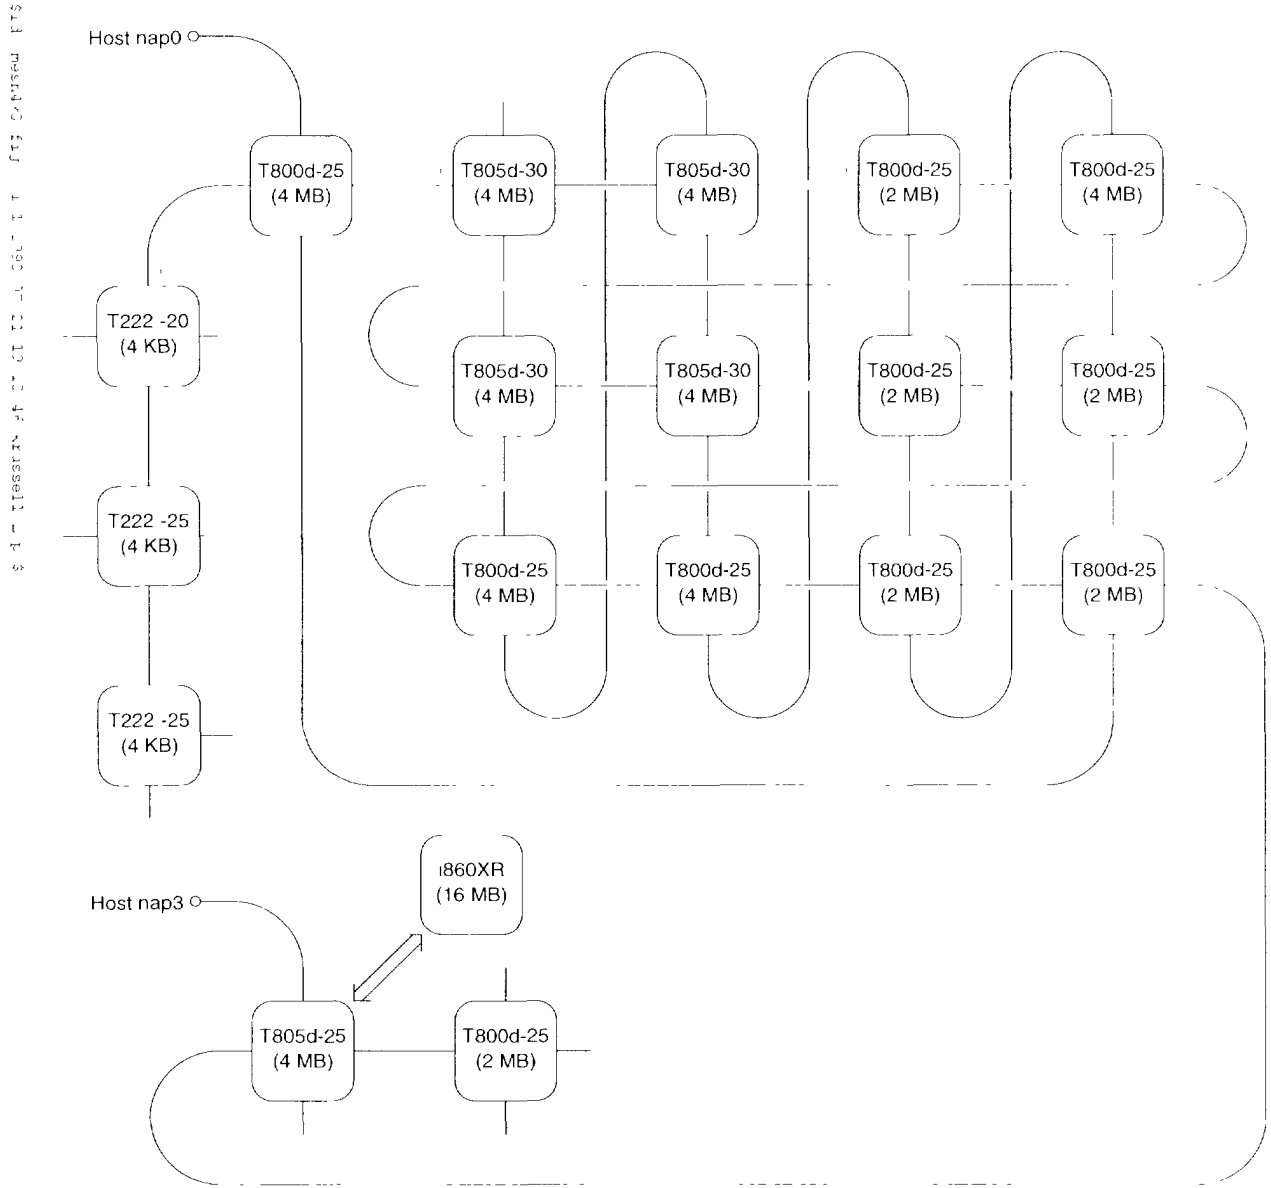 Host nap0
T800d-25
(4 MB)
T805d-30
(4 MB)
T805d-30
(4 MB)
T800d-25
(2 MB)
T800d-25
(4 MB)
T222 -20
(4 KB)
T805d-30
(4 MB)
T805d-30
(4 MB)
T800d-25
(2 MB)
T800d-25
(2 MB)
T222 -25
(4 KB)
T800d-25
(4 MB)
T800d-25
(4 MB)
T800d-25
(2 MB)
T800d-25
(2 MB)
T222 -25
(4 KB)
i860XR
(16 MB)
Host nap3
T805d-25
(4 MB)
T800d-25
(2 MB)